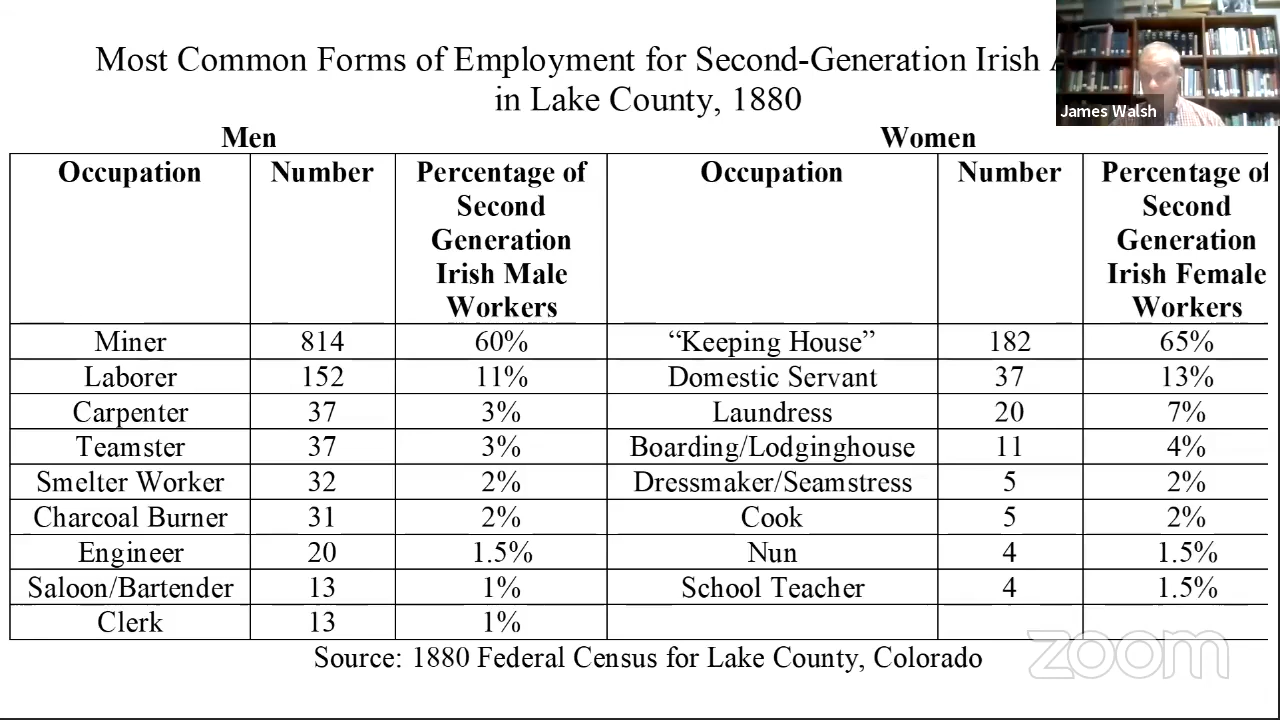 Most Common Forms of Employment for Second-Generation Irish
in Lake County, 1880
James Walsh
Men Women
Occupation Number Percentage of Second Generation Irish Male Workers Occupation Number Percentage of Second Generation Irish Female Workers
Miner 814 60% “Keeping House” 182 65%
Laborer 152 11% Domestic Servant 37 13%
Carpenter 37 3% Laundress 20 7%
Teamster 37 3% Boarding/Lodginghouse 11 4%
Smelter Worker 32 2% Dressmaker/Seamstress 5 2%
Charcoal Burner 31 2% Cook 5 2%
Engineer 20 1.5% Nun 4 1.5%
Saloon/Bartender 13 1% School Teacher 4 1.5%
Clerk 13 1%
Source: 1880 Federal Census for Lake County, Colorado
zoom